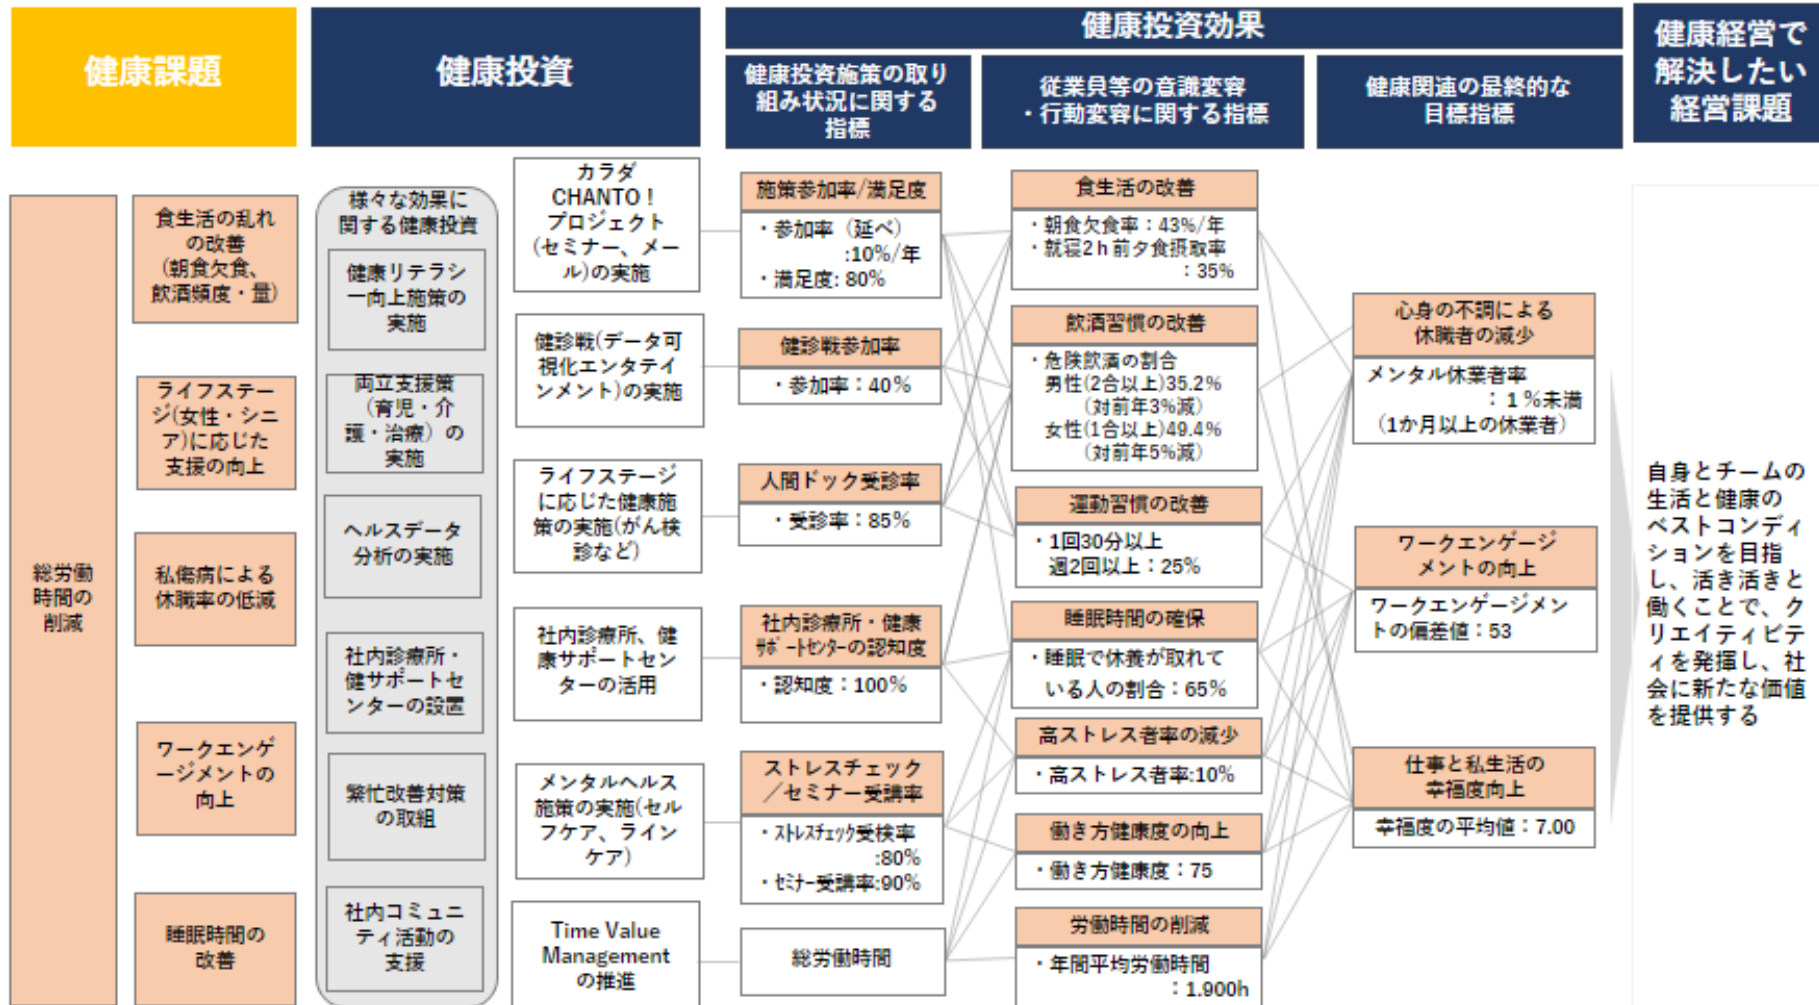 健康課題
健康投資
健康投資効果
健康経営で
解決したい
経営課題
健康投資施策の取り
組み状況に関する
指標
従業員等の意識変容
・行動変容に関する指標
健康関連の最終的な
目標指標
総労働
時間の
削減
食生活の乱れ
の改善
(朝食欠食、
飲酒頻度・量)
ライフステー
ジ(女性・シニ
ア)に応じた
支援の向上
私傷病による
休職率の低減
ワークエンゲ
ージメントの
向上
睡眠時間の
改善
様々な効果に
関する健康投資
健康リテラシ
ー向上施策の
実施
両立支援策
(育児・介
護・治療）の
実施
ヘルスデータ
分析の実施
社内診療所・
健サポートセ
ンターの設置
繁忙改善対策
の取組
社内コミュニ
ティ活動の
支援
カラダ
CHANTO！
プロジェクト
(セミナー、メー
ル)の実施
健診戦(データ可
視化エンタテイ
ンメント)の実施
ライフステージ
に応じた健康施
策の実施(がん検
診など)
社内診療所、健
康サポートセン
ターの活用
メンタルヘルス
施策の実施(セル
フケア、ライン
ケア)
Time Value
Management
の推進
施策参加率/満足度
・参加率（延べ）
:10%/年
・満足度: 80%
健診戦参加率
・参加率：40%
人間ドック受診率
・受診率：85%
社内診療所・健康
ｻﾎﾟｰﾄｾﾝﾀｰの認知度
・認知度：100%
ストレスチェック
／セミナー受講率
・ｽﾄﾚｽﾁｪｯｸ受検率
:80%
・ｾﾐﾅｰ受講率:90%
総労働時間
食生活の改善
・朝食欠食率：43%/年
・就寝2ｈ前夕食摂取率
：35%
飲酒習慣の改善
・危険飲酒の割合
男性(2合以上)35.2%
（対前年3%減）
女性(1合以上)49.4%
（対前年5%減）
運動習慣の改善
・1回30分以上
週2回以上：25%
睡眠時間の確保
・睡眠で休養が取れて
いる人の割合：65%
高ストレス者率の減少
・高ストレス者率:10%
働き方健康度の向上
・働き方健康度：75
労働時間の削減
・年間平均労働時間
：1.900h
心身の不調による
休職者の減少
メンタル休業者率
：１%未満
（1か月以上の休業者）
ワークエンゲージ
メントの向上
ワークエンゲージメン
トの偏差値：53
仕事と私生活の
幸福度向上
幸福度の平均値：7.00
自身とチームの
生活と健康の
ベストコンディ
ションを目指
し、活き活きと
働くことで、ク
リエイティビテ
ィを発揮し、社
会に新たな価値
を提供する